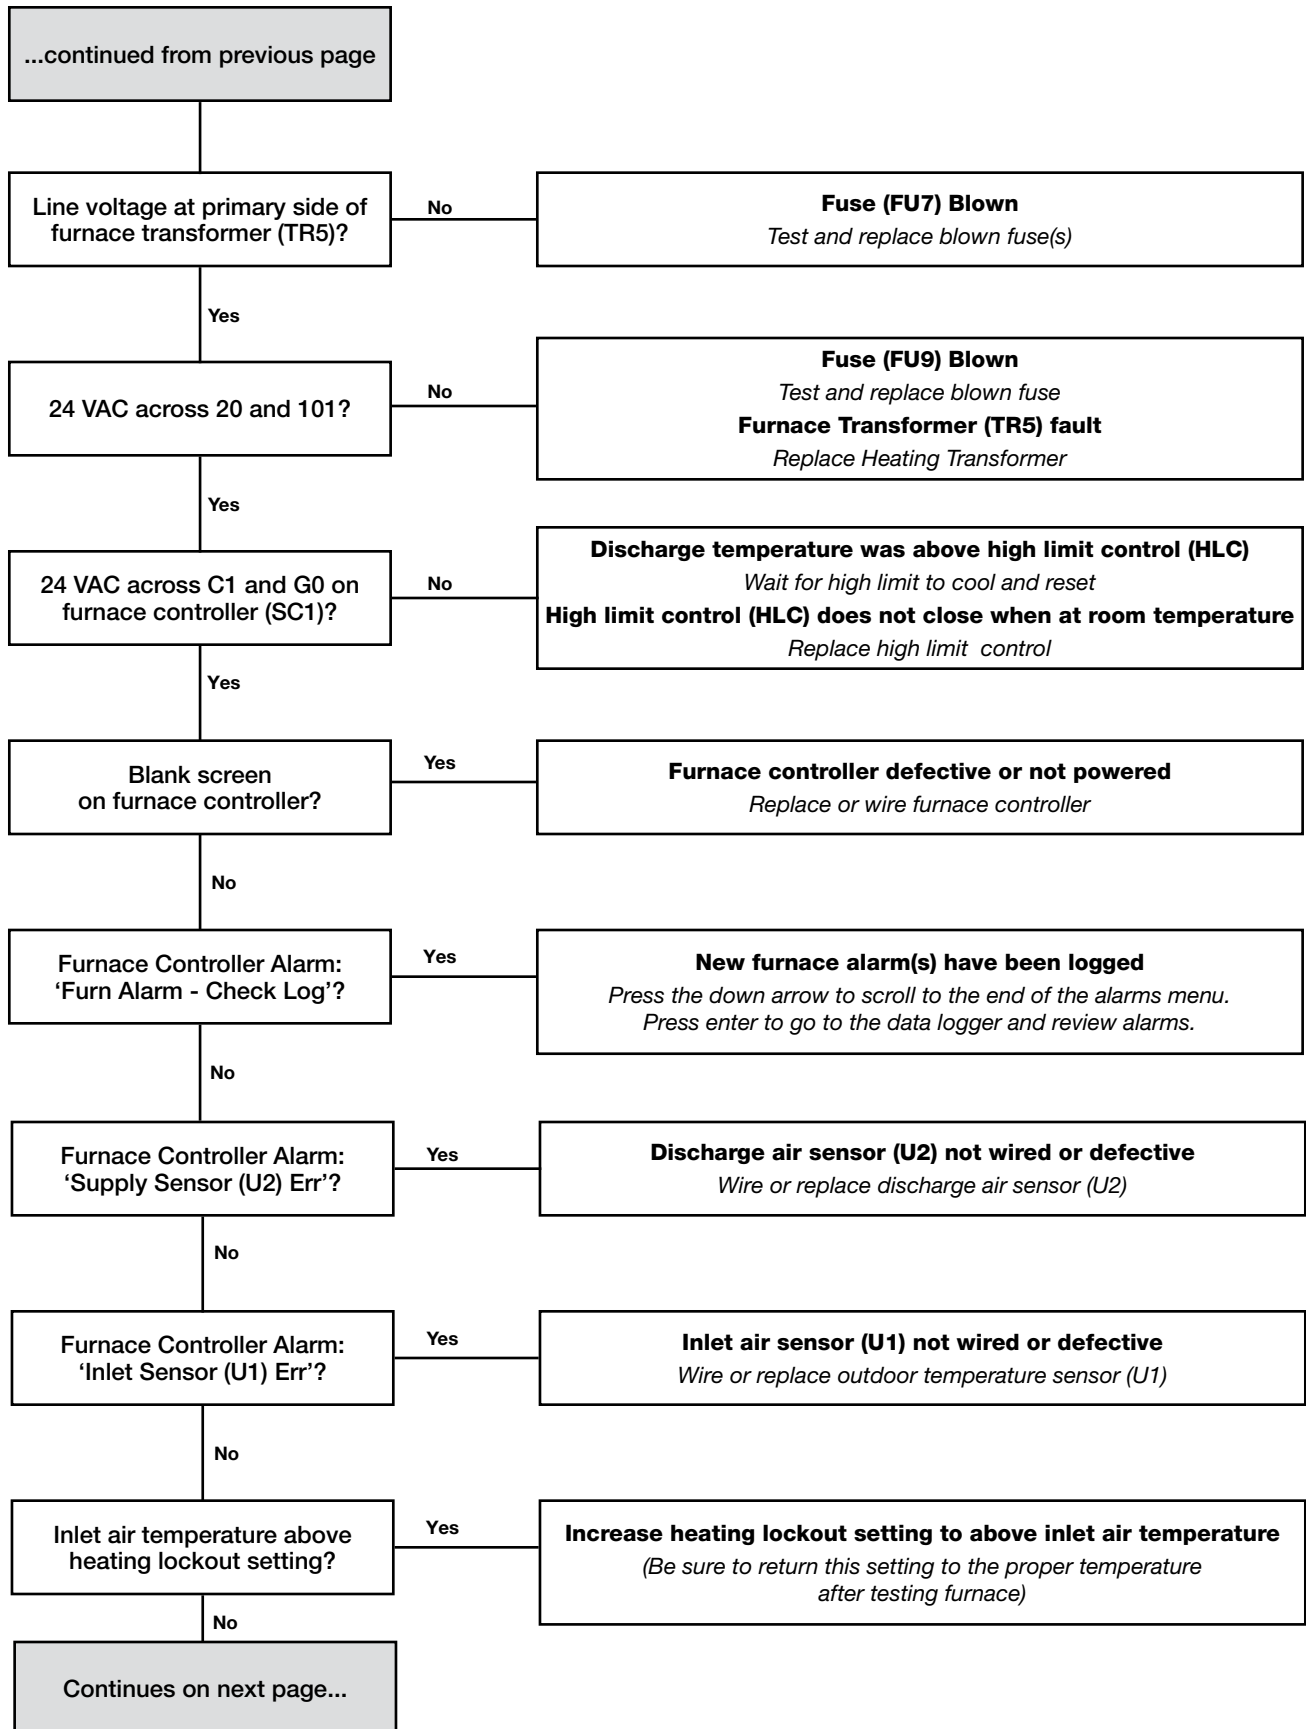 ...continued from previous page
Line voltage at primary side of
furnace transformer (TR5)?
No
Fuse (FU7) Blown
Test and replace blown fuse(s)
Yes
24 VAC across 20 and 101?
No
Fuse (FU9) Blown
Test and replace blown fuse
Furnace Transformer (TR5) fault
Replace Heating Transformer
Yes
24 VAC across C1 and G0 on
furnace controller (SC1)?
No
Discharge temperature was above high limit control (HLC)
Wait for high limit to cool and reset
High limit control (HLC) does not close when at room temperature
Replace high limit control
Yes
Blank screen
on furnace controller?
Yes
Furnace controller defective or not powered
Replace or wire furnace controller
No
Furnace Controller Alarm:
‘Furn Alarm - Check Log’?
Yes
New furnace alarm(s) have been logged
Press the down arrow to scroll to the end of the alarms menu.
Press enter to go to the data logger and review alarms.
No
Furnace Controller Alarm:
‘Supply Sensor (U2) Err’?
Yes
Discharge air sensor (U2) not wired or defective
Wire or replace discharge air sensor (U2)
No
Furnace Controller Alarm:
‘Inlet Sensor (U1) Err’?
Yes
Inlet air sensor (U1) not wired or defective
Wire or replace outdoor temperature sensor (U1)
No
Inlet air temperature above
heating lockout setting?
Yes
Increase heating lockout setting to above inlet air temperature
(Be sure to return this setting to the proper temperature
after testing furnace)
No
Continues on next page...